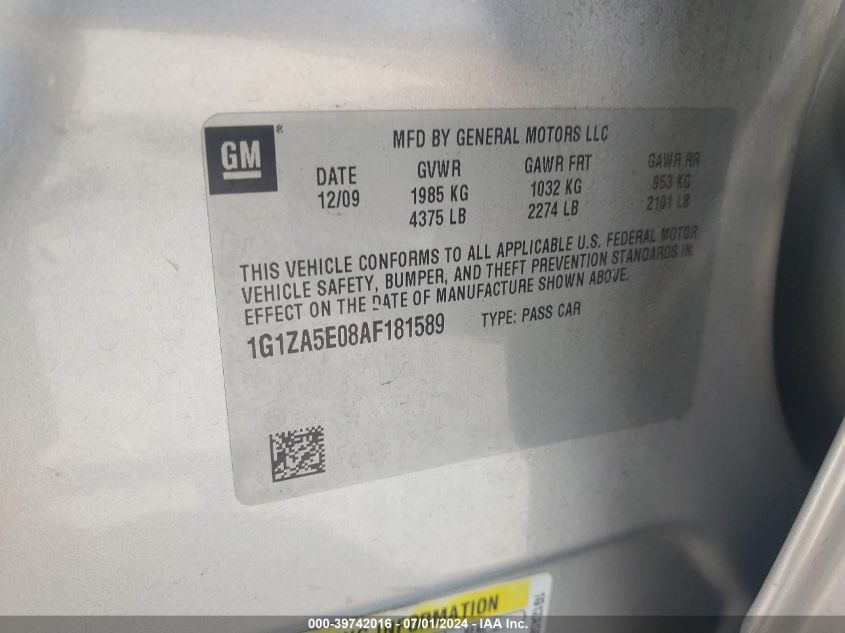 GM
MFD BY GENERAL MOTORS LLC
DATE GVWR GAWR FRT GAWR RR
12/09 1985 KG 1032 KG 953 KG
4375 LB 2274 LB 2101 LB
THIS VEHICLE CONFORMS TO ALL APPLICABLE U.S. FEDERAL MOTOR
VEHICLE SAFETY, BUMPER, AND THEFT PREVENTION STANDARDS IN
EFFECT ON THE DATE OF MANUFACTURE SHOWN ABOVE.
1G1ZA5E08AF181589 TYPE: PASS CAR
INFORMATION
000-39742016 - 07/01/2024 - IAA Inc.